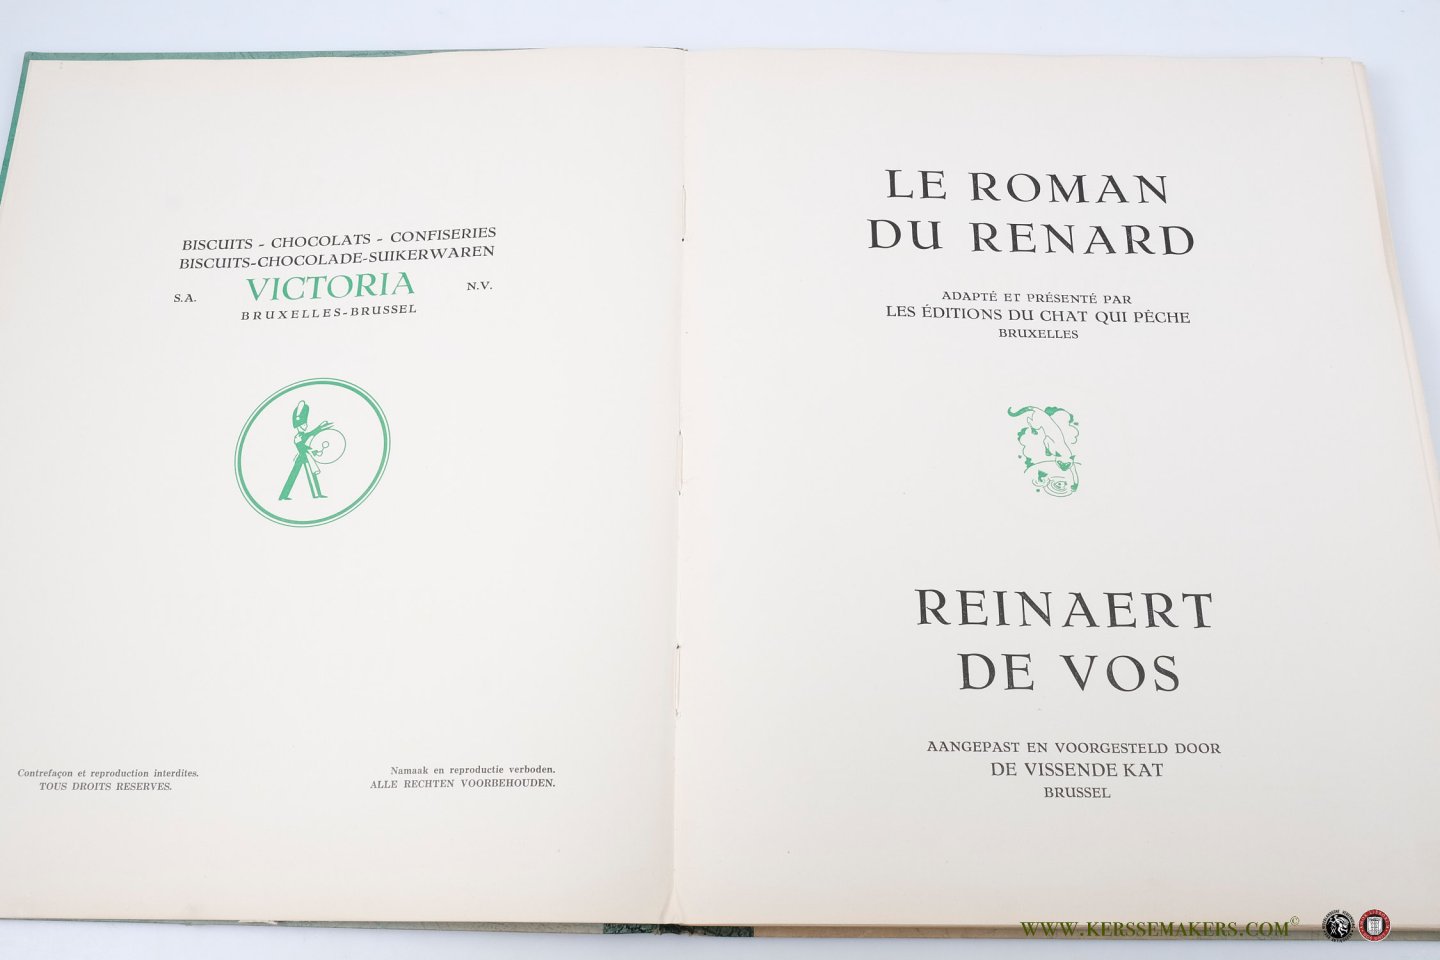 BISCUITS - CHOCOLATS - CONFISERIES
BISCUITS-CHOCOLADE-SUIKERWAREN
S.A. VICTORIA N.V.
BRUXELLES-BRUSSEL
Contrefaçon et reproduction interdites.
TOUS DROITS RESERVES.
Namaak en reproductie verboden.
ALLE RECHTEN VOORBEHOUDEN.
LE ROMAN
DU RENARD
ADAPTÉ ET PRÉSENTÉ PAR
LES ÉDITIONS DU CHAT QUI PÊCHE
BRUXELLES
REINAERT
DE VOS
AANGEPAST EN VOORGESTELD DOOR
DE VISSENDE KAT
BRUSSEL
WWW.KERSSEMAKERS.COM©